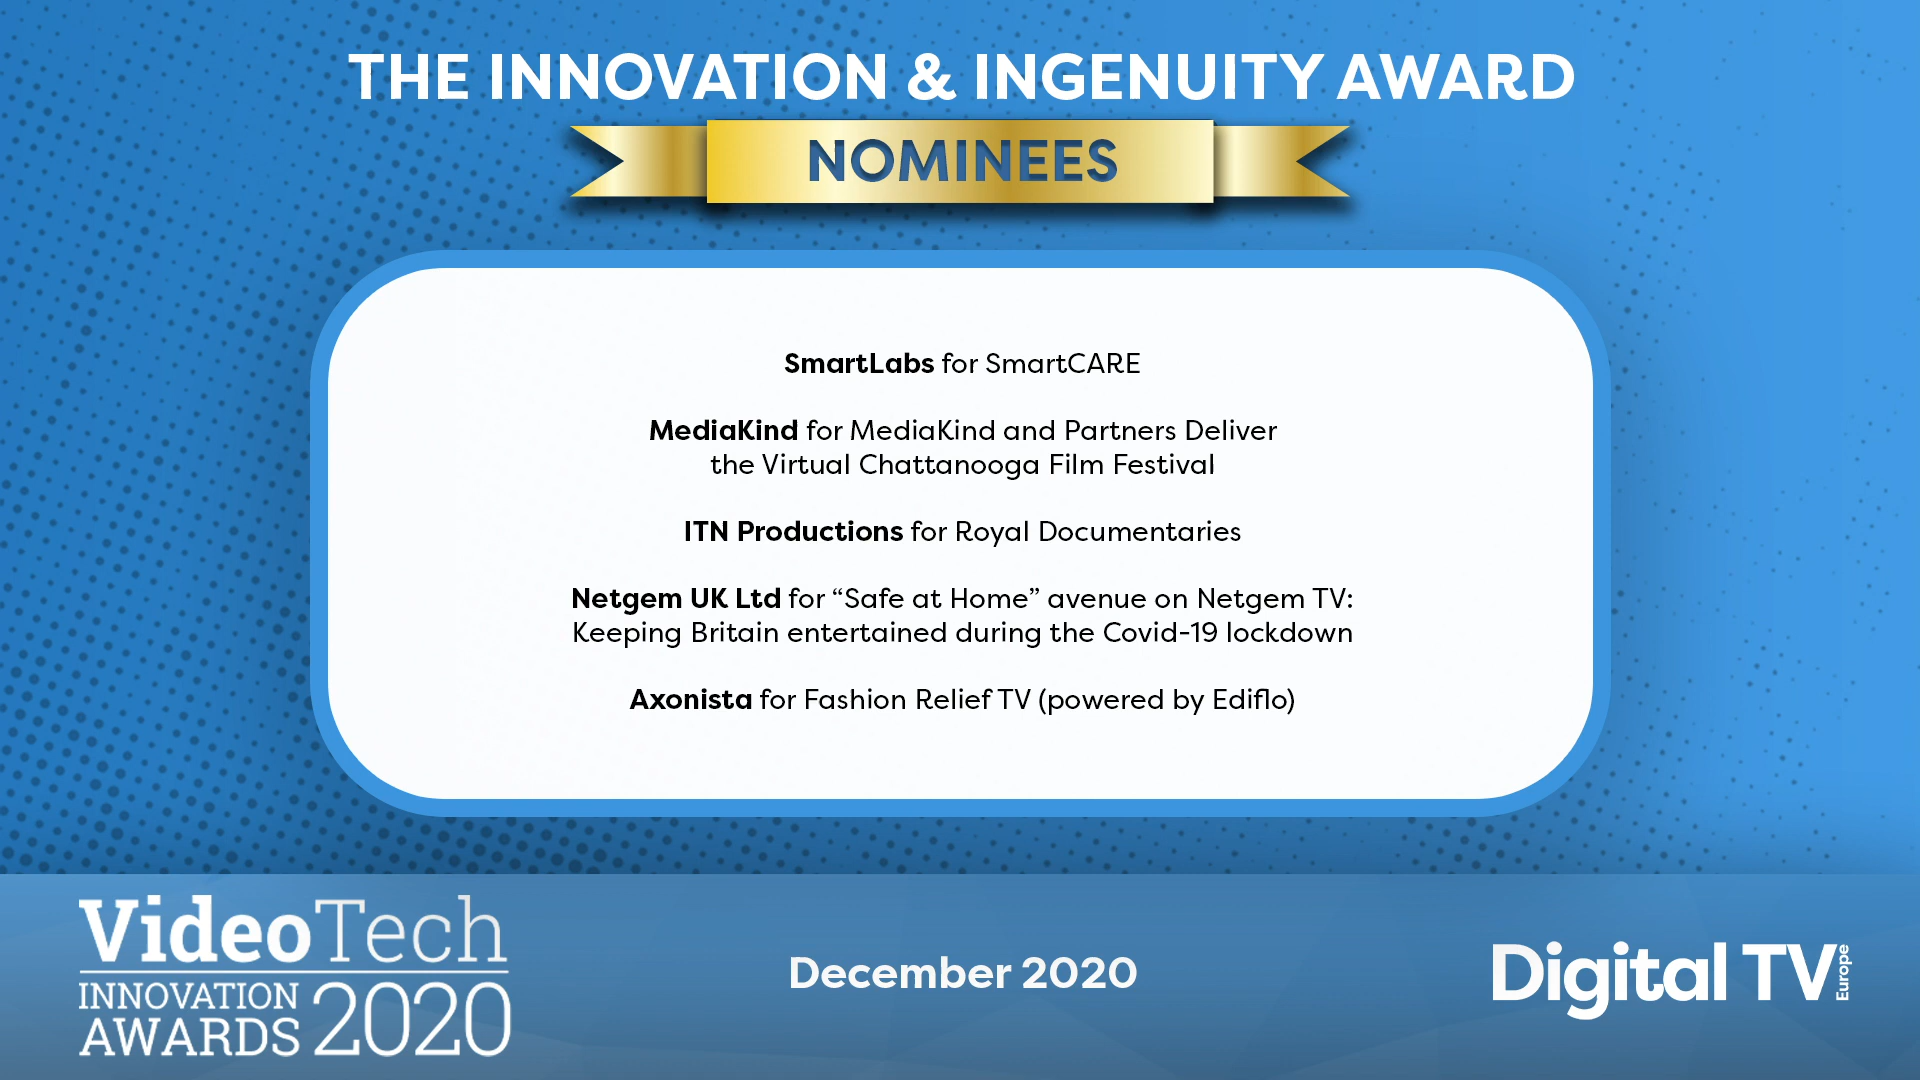 THE INNOVATION & INGENUITY AWARD
NOMINEES
SmartLabs for SmartCARE
MediaKind for MediaKind and Partners Deliver
the Virtual Chattanooga Film Festival
ITN Productions for Royal Documentaries
Netgem UK Ltd for “Safe at Home” avenue on Netgem TV:
Keeping Britain entertained during the Covid-19 lockdown
Axonista for Fashion Relief TV (powered by Ediflo)
VideoTech
INNOVATION
AWARDS 2020
December 2020
Digital TV Europe